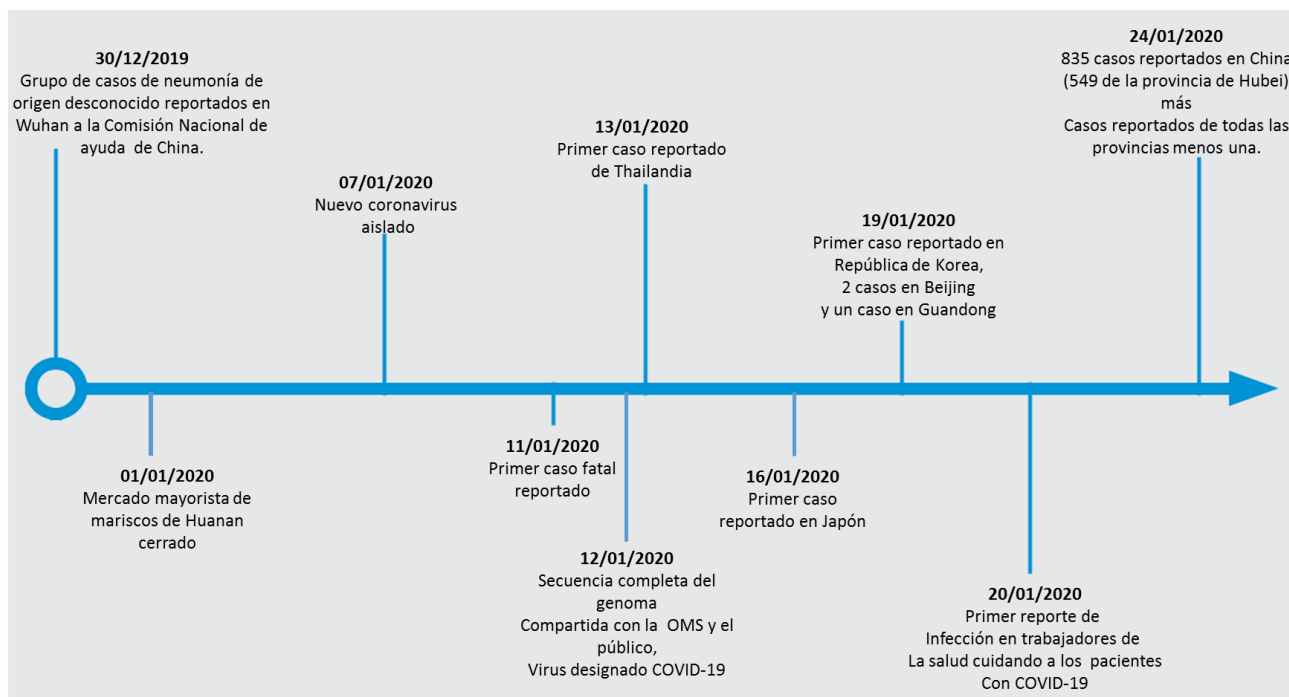 30/12/2019
Grupo de casos de neumonía de
origen desconocido reportados en
Wuhan a la Comisión Nacional de
ayuda de China.
01/01/2020
Mercado mayorista de
mariscos de Huanan
cerrado
07/01/2020
Nuevo coronavirus
aislado
11/01/2020
Primer caso fatal
reportado
12/01/2020
Secuencia completa del
genoma
Compartida con la OMS y el
público,
Virus designado COVID-19
13/01/2020
Primer caso reportado
de Thailandia
16/01/2020
Primer caso
reportado en Japón
19/01/2020
Primer caso reportado en
República de Korea,
2 casos en Beijing
y un caso en Guandong
20/01/2020
Primer reporte de
Infección en trabajadores de
La salud cuidando a los pacientes
Con COVID-19
24/01/2020
835 casos reportados en China
(549 de la provincia de Hubei)
más
Casos reportados de todas las
provincias menos una.